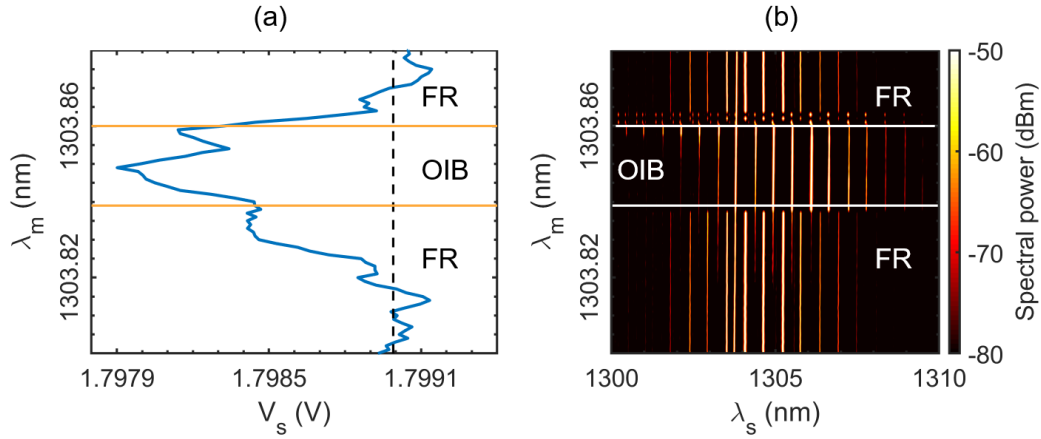 (a)
(b)
λm (nm)
1303.86
1303.82
FR
OIB
FR
1.7979
1.7985
1.7991
Vs (V)
λm (nm)
1303.86
1303.82
FR
OIB
FR
1300
1305
1310
λs (nm)
-50
-60
-70
-80
Spectral power (dBm)